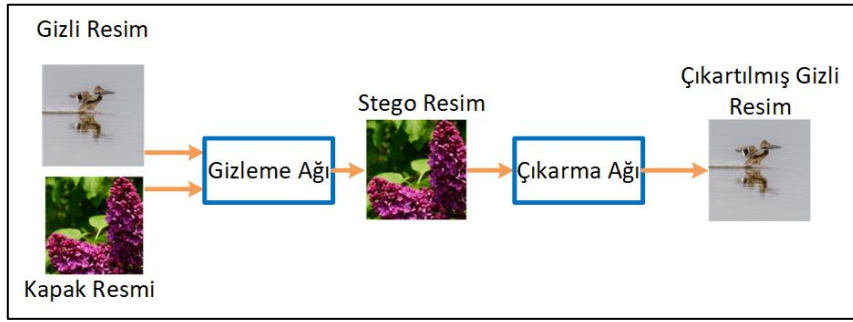 Gizli Resim
Kapak Resmi
Gizleme Ağı
Stego Resim
Çıkarma Ağı
Çıkartılmış Gizli
Resim